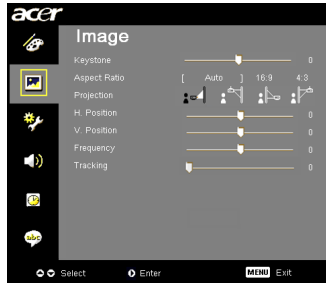 acer
Image
Keystone 0
Aspect Ratio [ Auto ] 16:9 4:3
Projection
H. Position 0
V. Position 0
Frequency 0
Tracking 0
abc
Select Enter MENU Exit